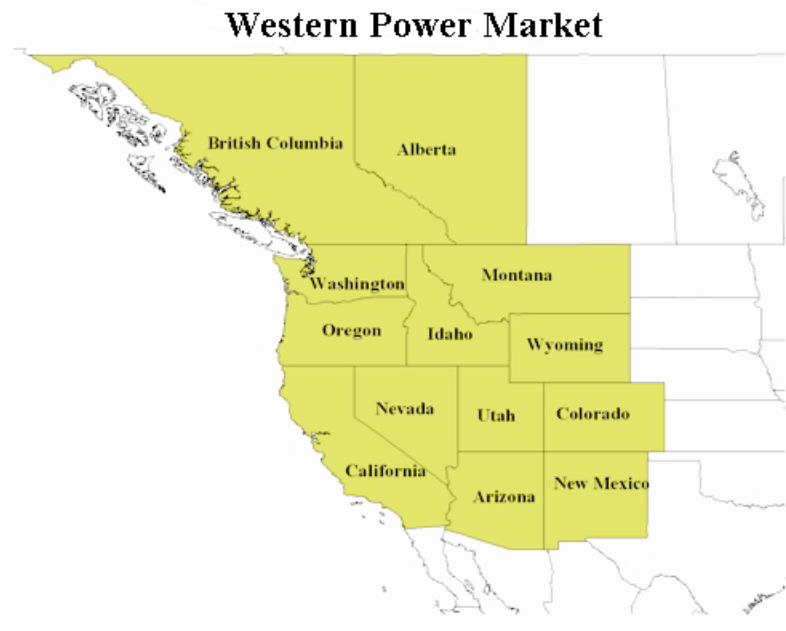 Western Power Market
British Columbia
Alberta
Washington
Montana
Oregon
Idaho
Wyoming
Nevada
Utah
Colorado
California
Arizona
New Mexico